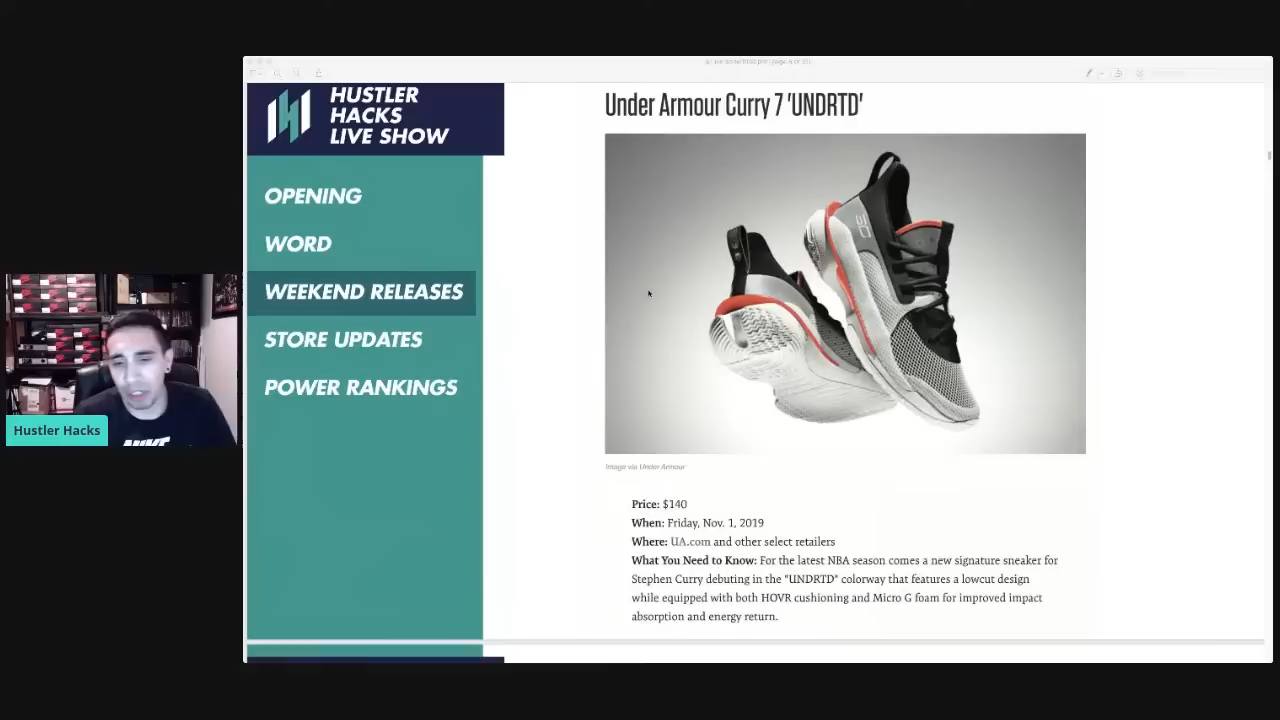 HUSTLER
HACKS
LIVE SHOW
OPENING
WORD
WEEKEND RELEASES
STORE UPDATES
POWER RANKINGS
Hustler Hacks
NIKE
Under Armour Curry 7 'UNDRTD'
SC
Image via Under Armour
Price: $140
When: Friday, Nov. 1, 2019
Where: UA.com and other select retailers
What You Need to Know: For the latest NBA season comes a new signature sneaker for
Stephen Curry debuting in the "UNDRTD" colorway that features a lowcut design
while equipped with both HOVR cushioning and Micro G foam for improved impact
absorption and energy return.